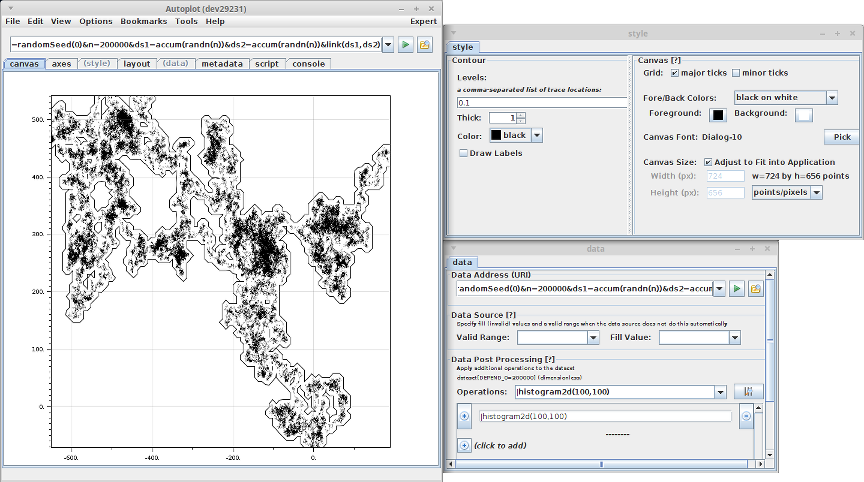 Autoplot (dev29231)
File Edit View Options Bookmarks Tools Help Expert
=randomSeed(0)&n=200000&ds1=accum(randn(n))&ds2=accum(randn(n))&link(ds1,ds2)
canvas axes (style) layout (data) metadata script console
500.
400.
300.
200.
100.
0.
-600. -400. -200. 0.
style
style
Contour
Levels:
a comma-separated list of trace locations:
0.1
Thick: 1
Color: black
Draw Labels
Canvas [?]
Grid: major ticks minor ticks
Fore/Back Colors: black on white
Foreground: Background:
Canvas Font: Dialog-10 Pick
Canvas Size: Adjust to Fit into Application
Width (px): 724 w=724 by h=656 points
Height (px): 656 points/pixels
data
data
Data Address (URI)
randomSeed(0)&n=200000&ds1=accum(randn(n))&ds2=accum
Data Source [?]
Specify fill (invalid) values and a valid range when the data source does not do this automatically
Valid Range: Fill Value:
Data Post Processing [?]
Apply additional operations to the dataset
dataset(DEPEND_0=200000) (dimensionless)
Operations: |histogram2d(100,100)
|histogram2d(100,100)
--------
(click to add)